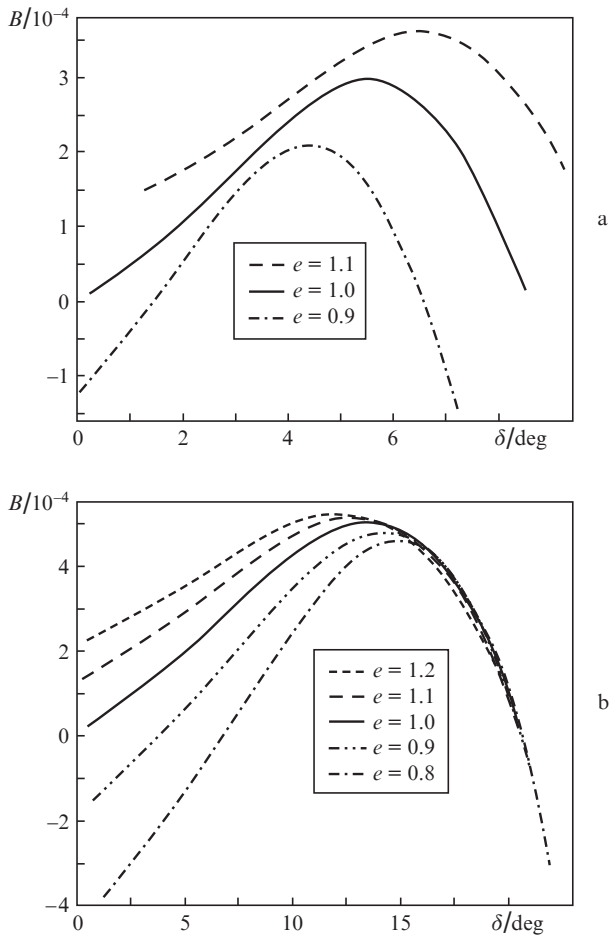 B/10⁻⁴
3
2
1
0
−1
e = 1.1
e = 1.0
e = 0.9
a
0 2 4 6 δ/deg
B/10⁻⁴
4
2
0
−2
−4
e = 1.2
e = 1.1
e = 1.0
e = 0.9
e = 0.8
b
0 5 10 15 δ/deg